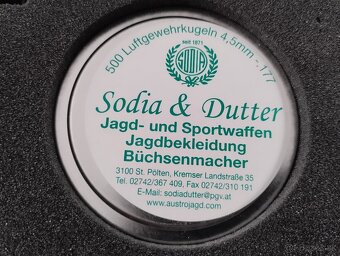 500 Luftgewehrkugeln 4,5mm-.177
seit 1871
SODIA
Sodia & Dutter
Jagd- und Sportwaffen
Jagdbekleidung
Büchsenmacher
3100 St. Pölten, Kremser Landstraße 35
Tel. 02742/367 409, Fax 02742/310 191
E-Mail: sodiadutter@pgv.at
www.austrojagd.com